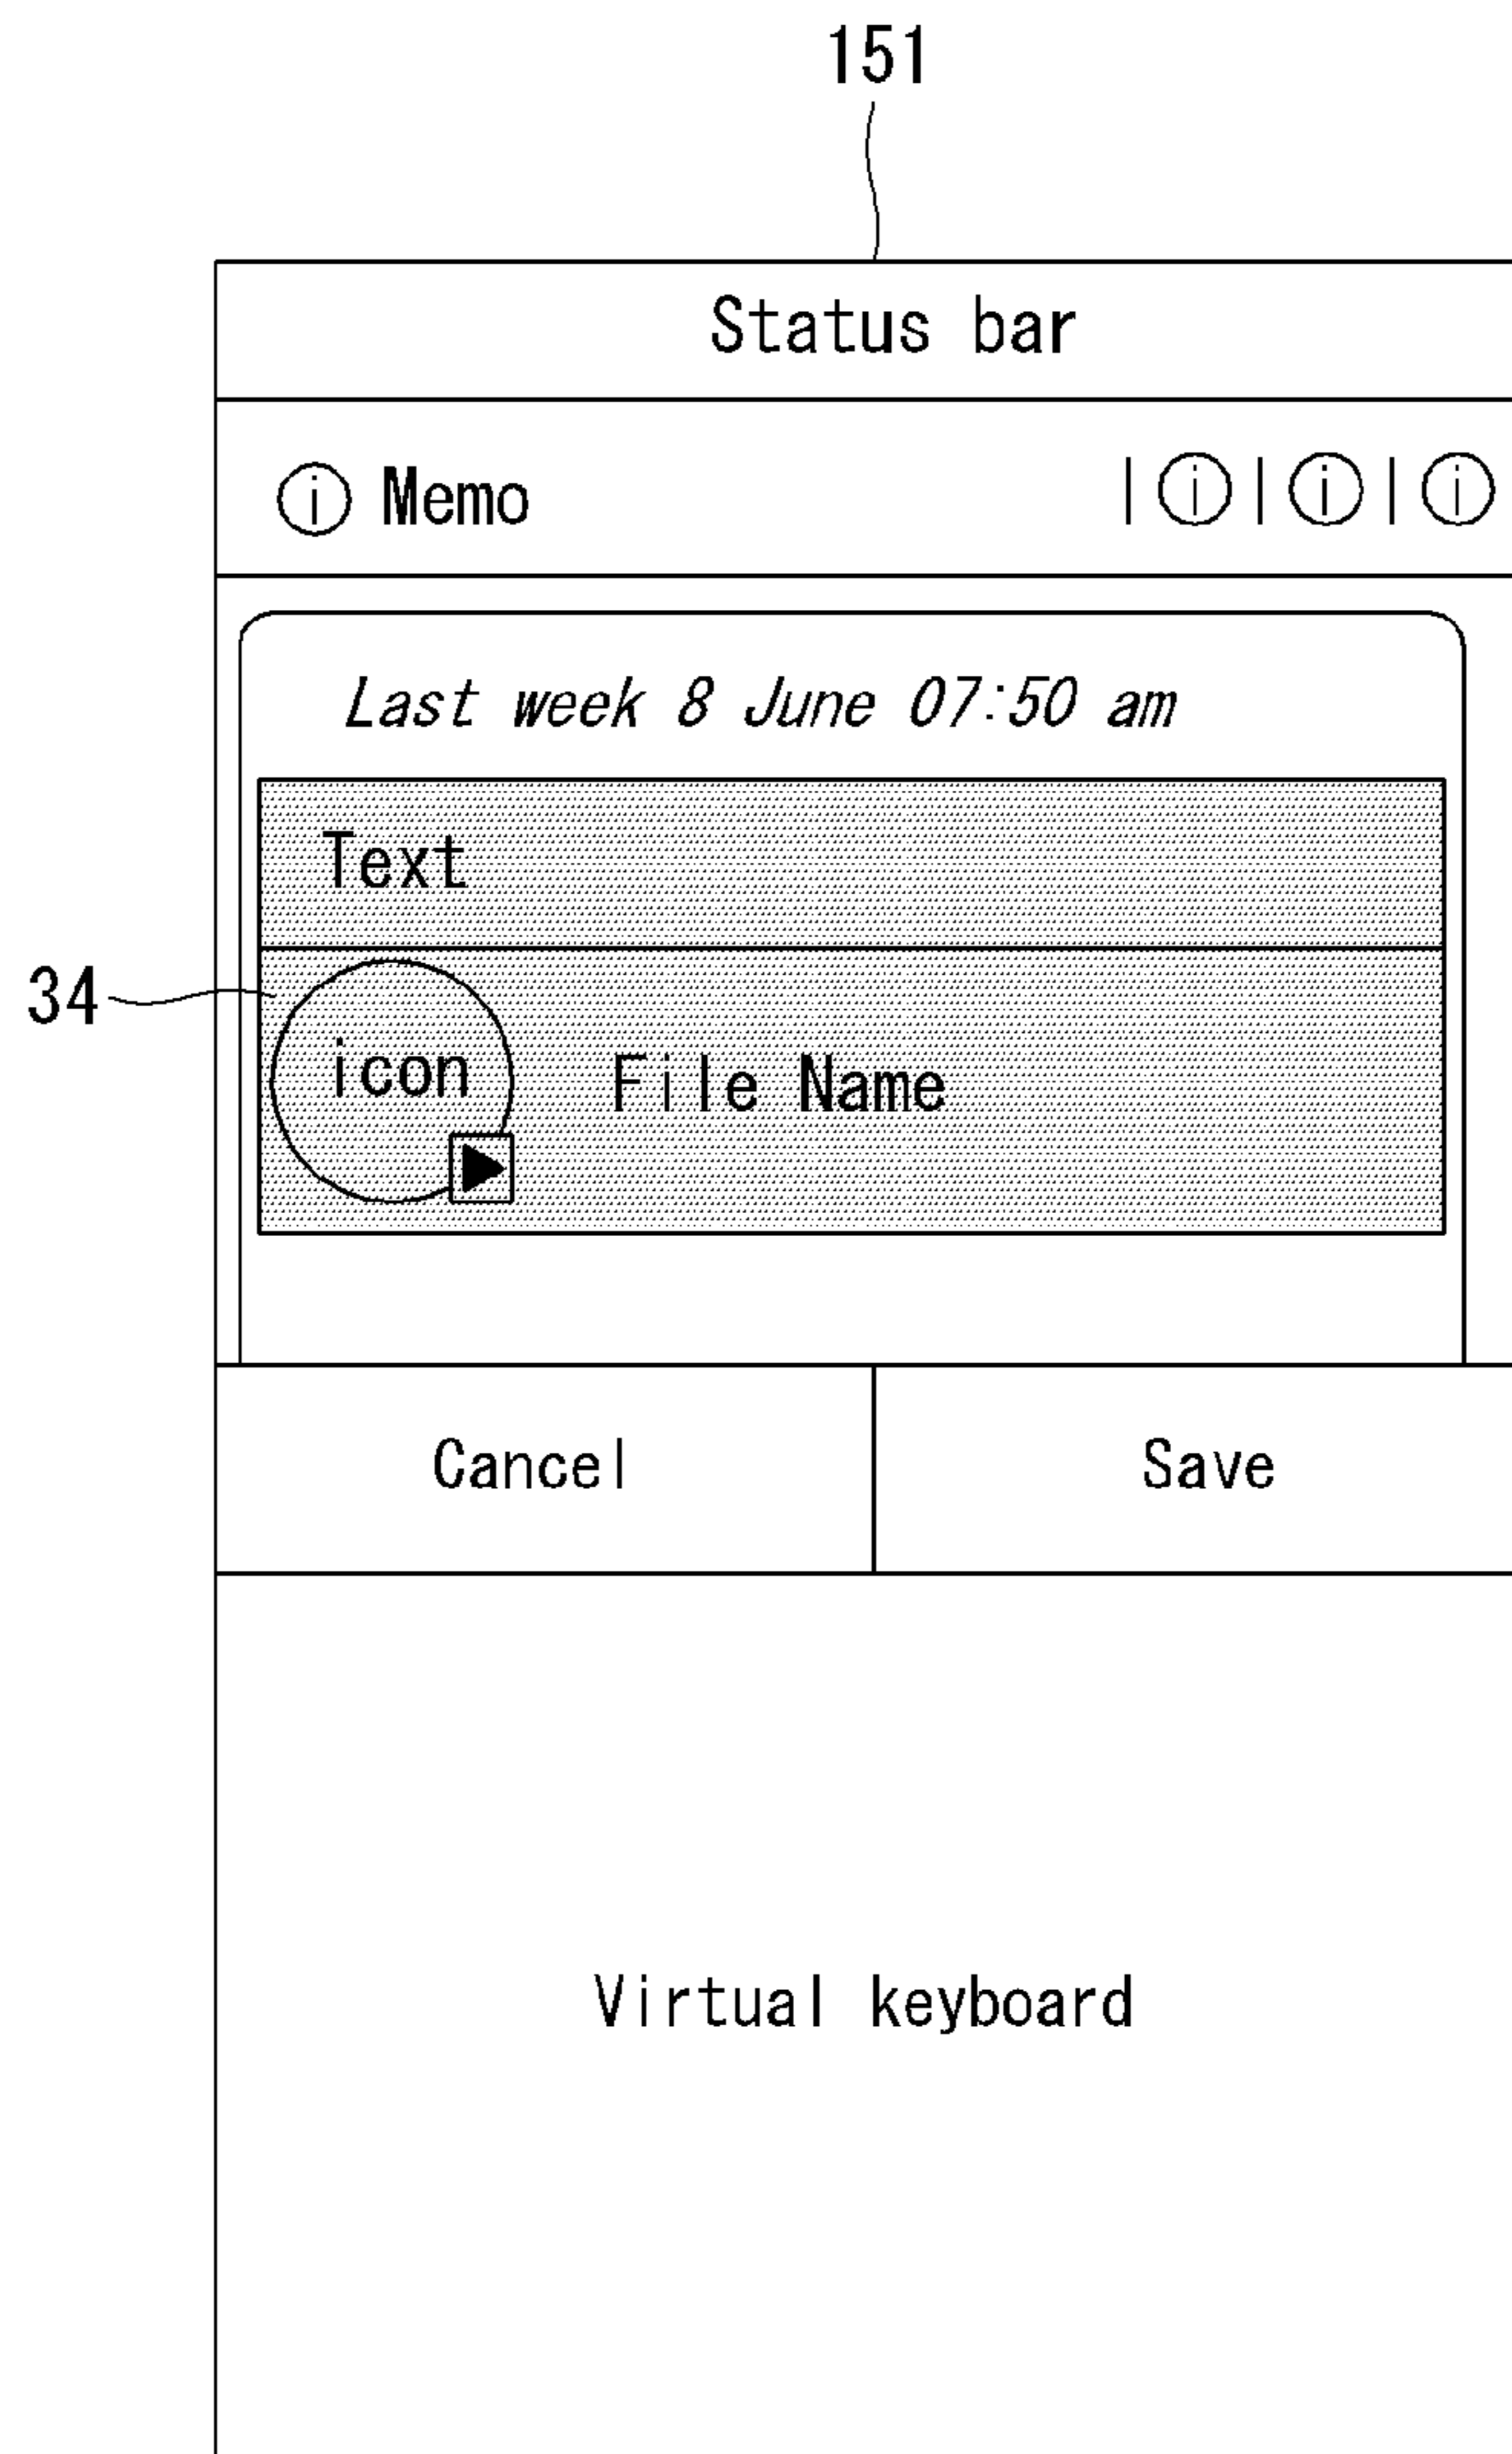 151
Status bar
i Memo | i | i | i
Last week 8 June 07:50 am
Text
34
icon File Name
Cancel Save
Virtual keyboard